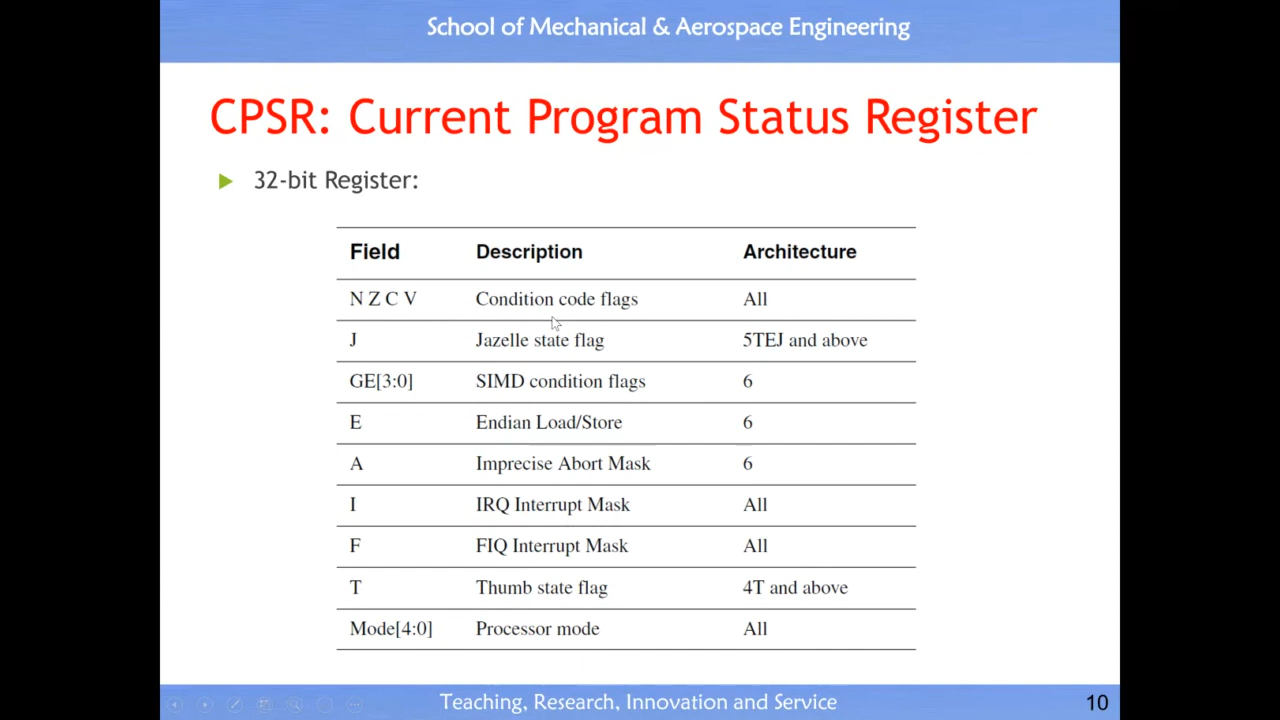 School of Mechanical & Aerospace Engineering
CPSR: Current Program Status Register
32-bit Register:
Field Description Architecture
N Z C V Condition code flags All
J Jazelle state flag 5TEJ and above
GE[3:0] SIMD condition flags 6
E Endian Load/Store 6
A Imprecise Abort Mask 6
I IRQ Interrupt Mask All
F FIQ Interrupt Mask All
T Thumb state flag 4T and above
Mode[4:0] Processor mode All
Teaching, Research, Innovation and Service 10